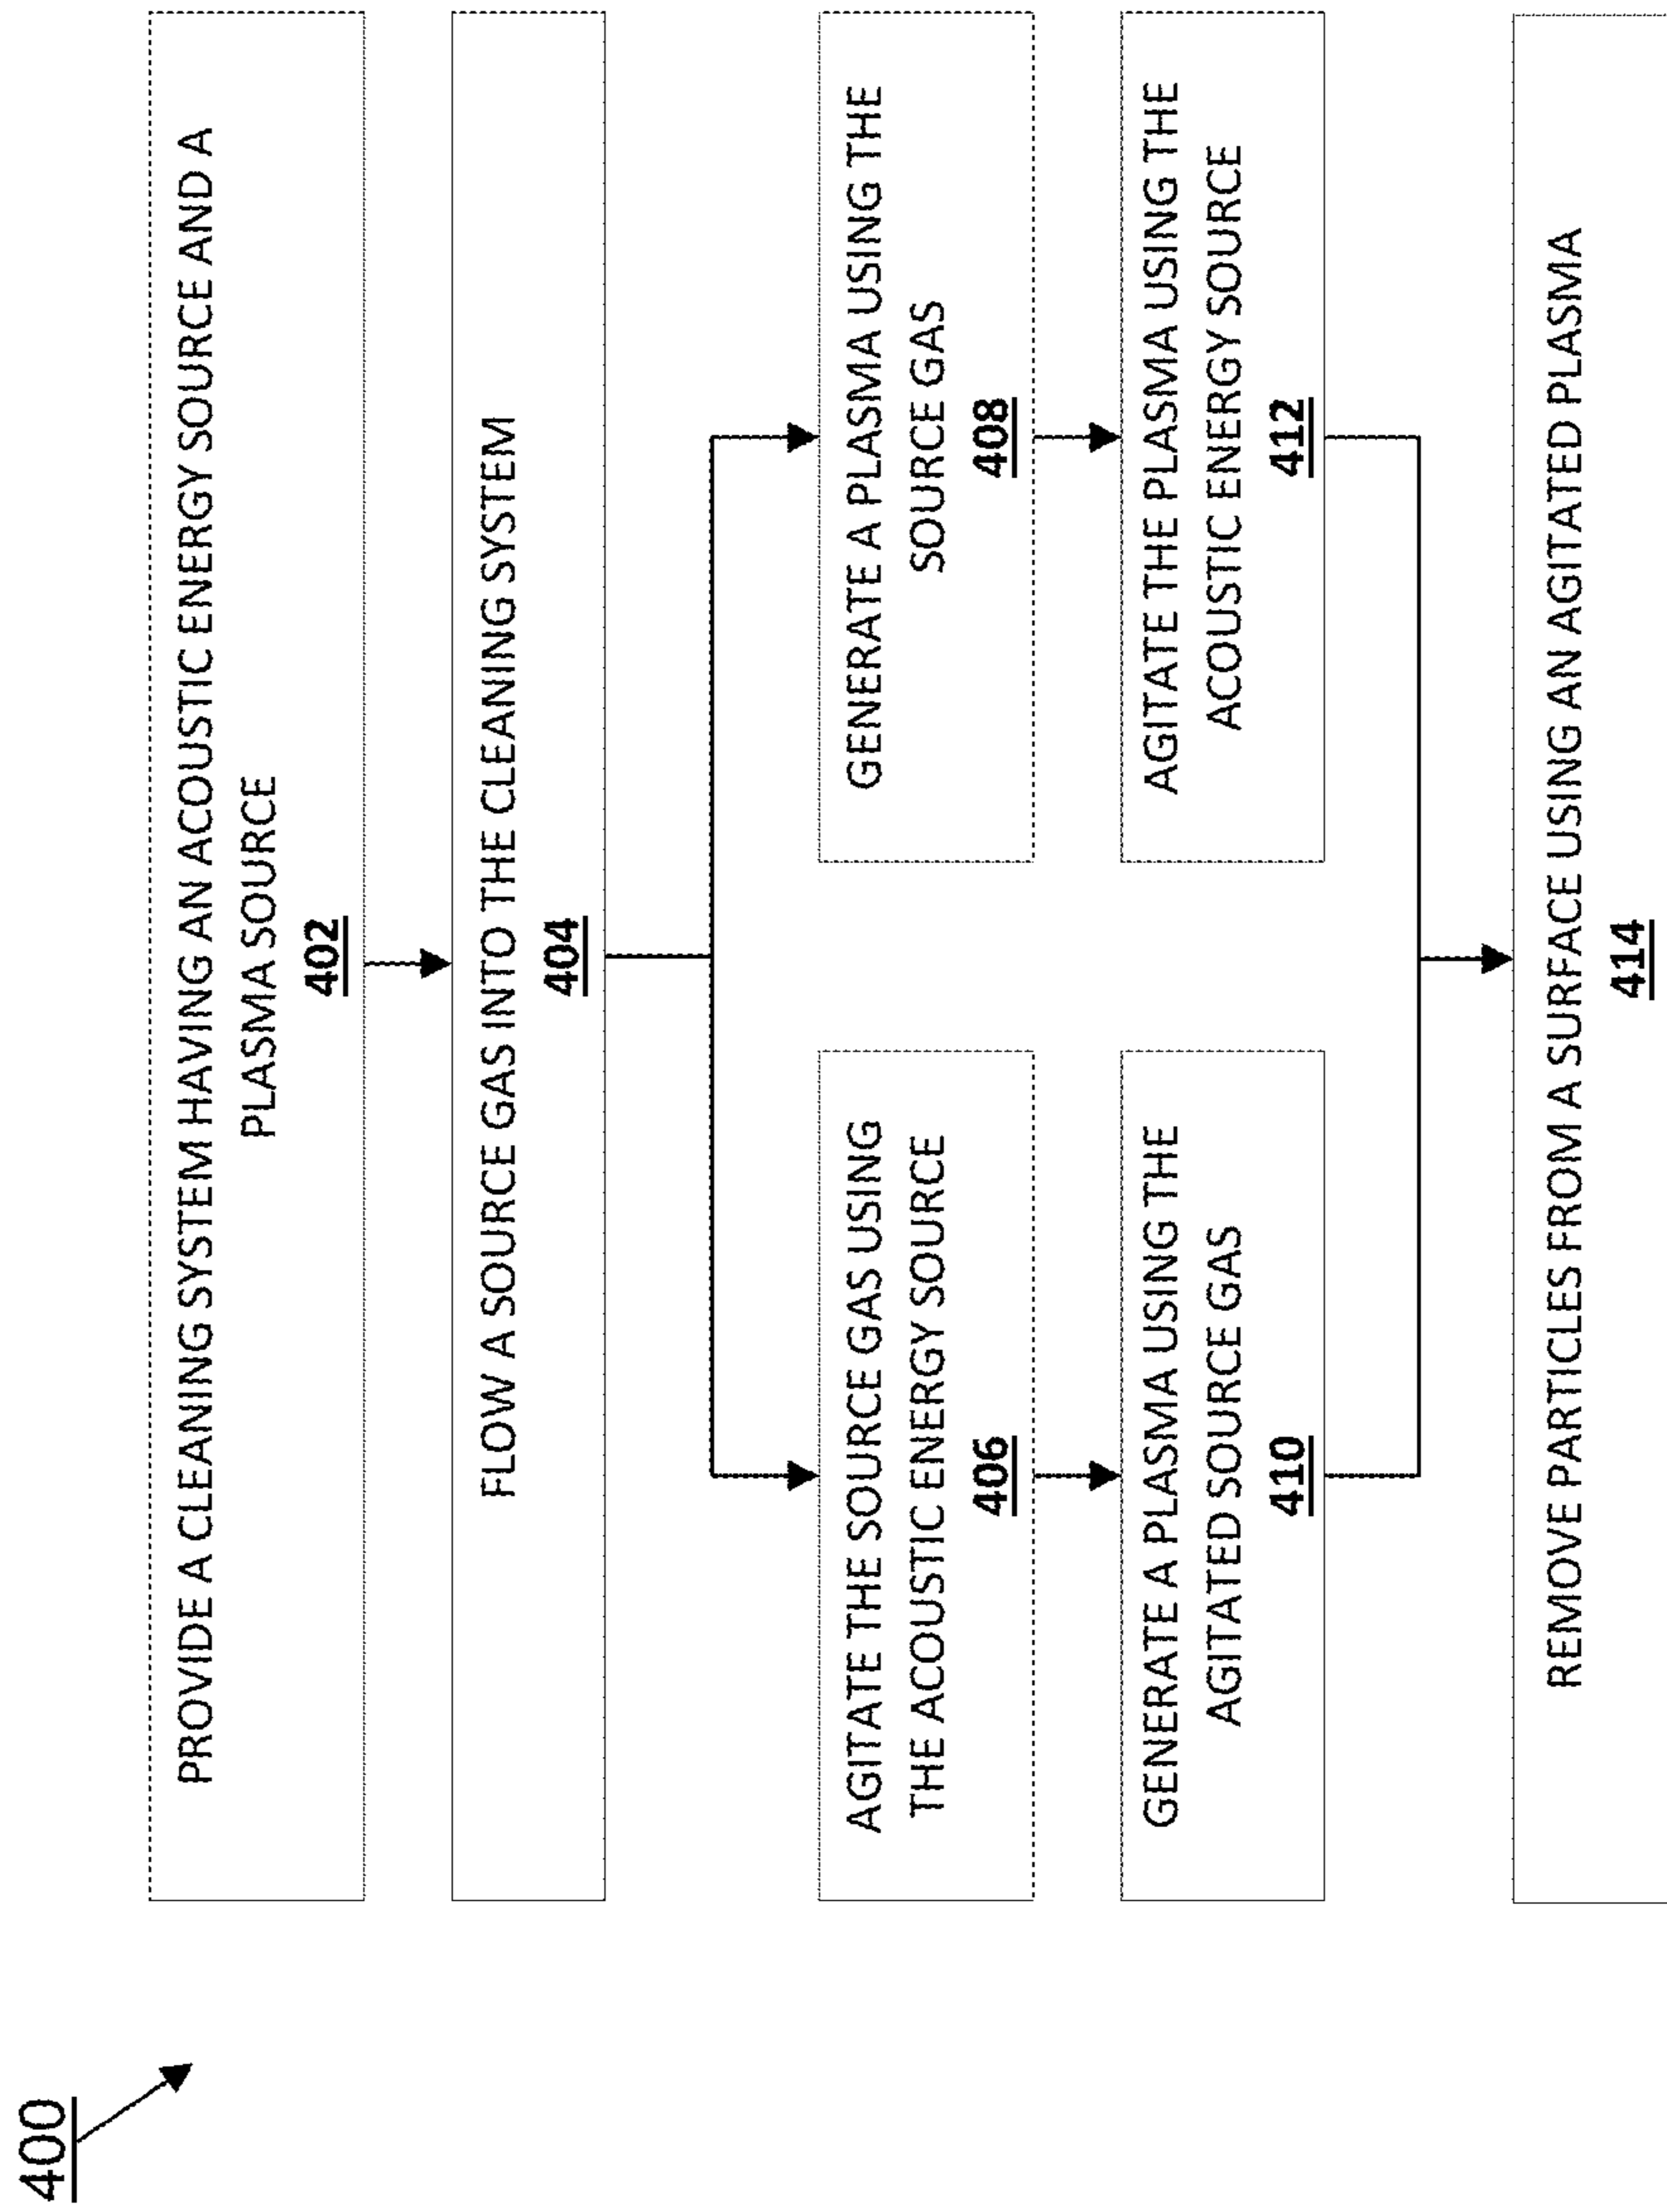 400
PROVIDE A CLEANING SYSTEM HAVING AN ACOUSTIC ENERGY SOURCE AND A
PLASMA SOURCE
402
FLOW A SOURCE GAS INTO THE CLEANING SYSTEM
404
AGITATE THE SOURCE GAS USING
THE ACOUSTIC ENERGY SOURCE
406
GENERATE A PLASMA USING THE
SOURCE GAS
408
GENERATE A PLASMA USING THE
AGITATED SOURCE GAS
410
AGITATE THE PLASMA USING THE
ACOUSTIC ENERGY SOURCE
412
REMOVE PARTICLES FROM A SURFACE USING AN AGITATED PLASMA
414